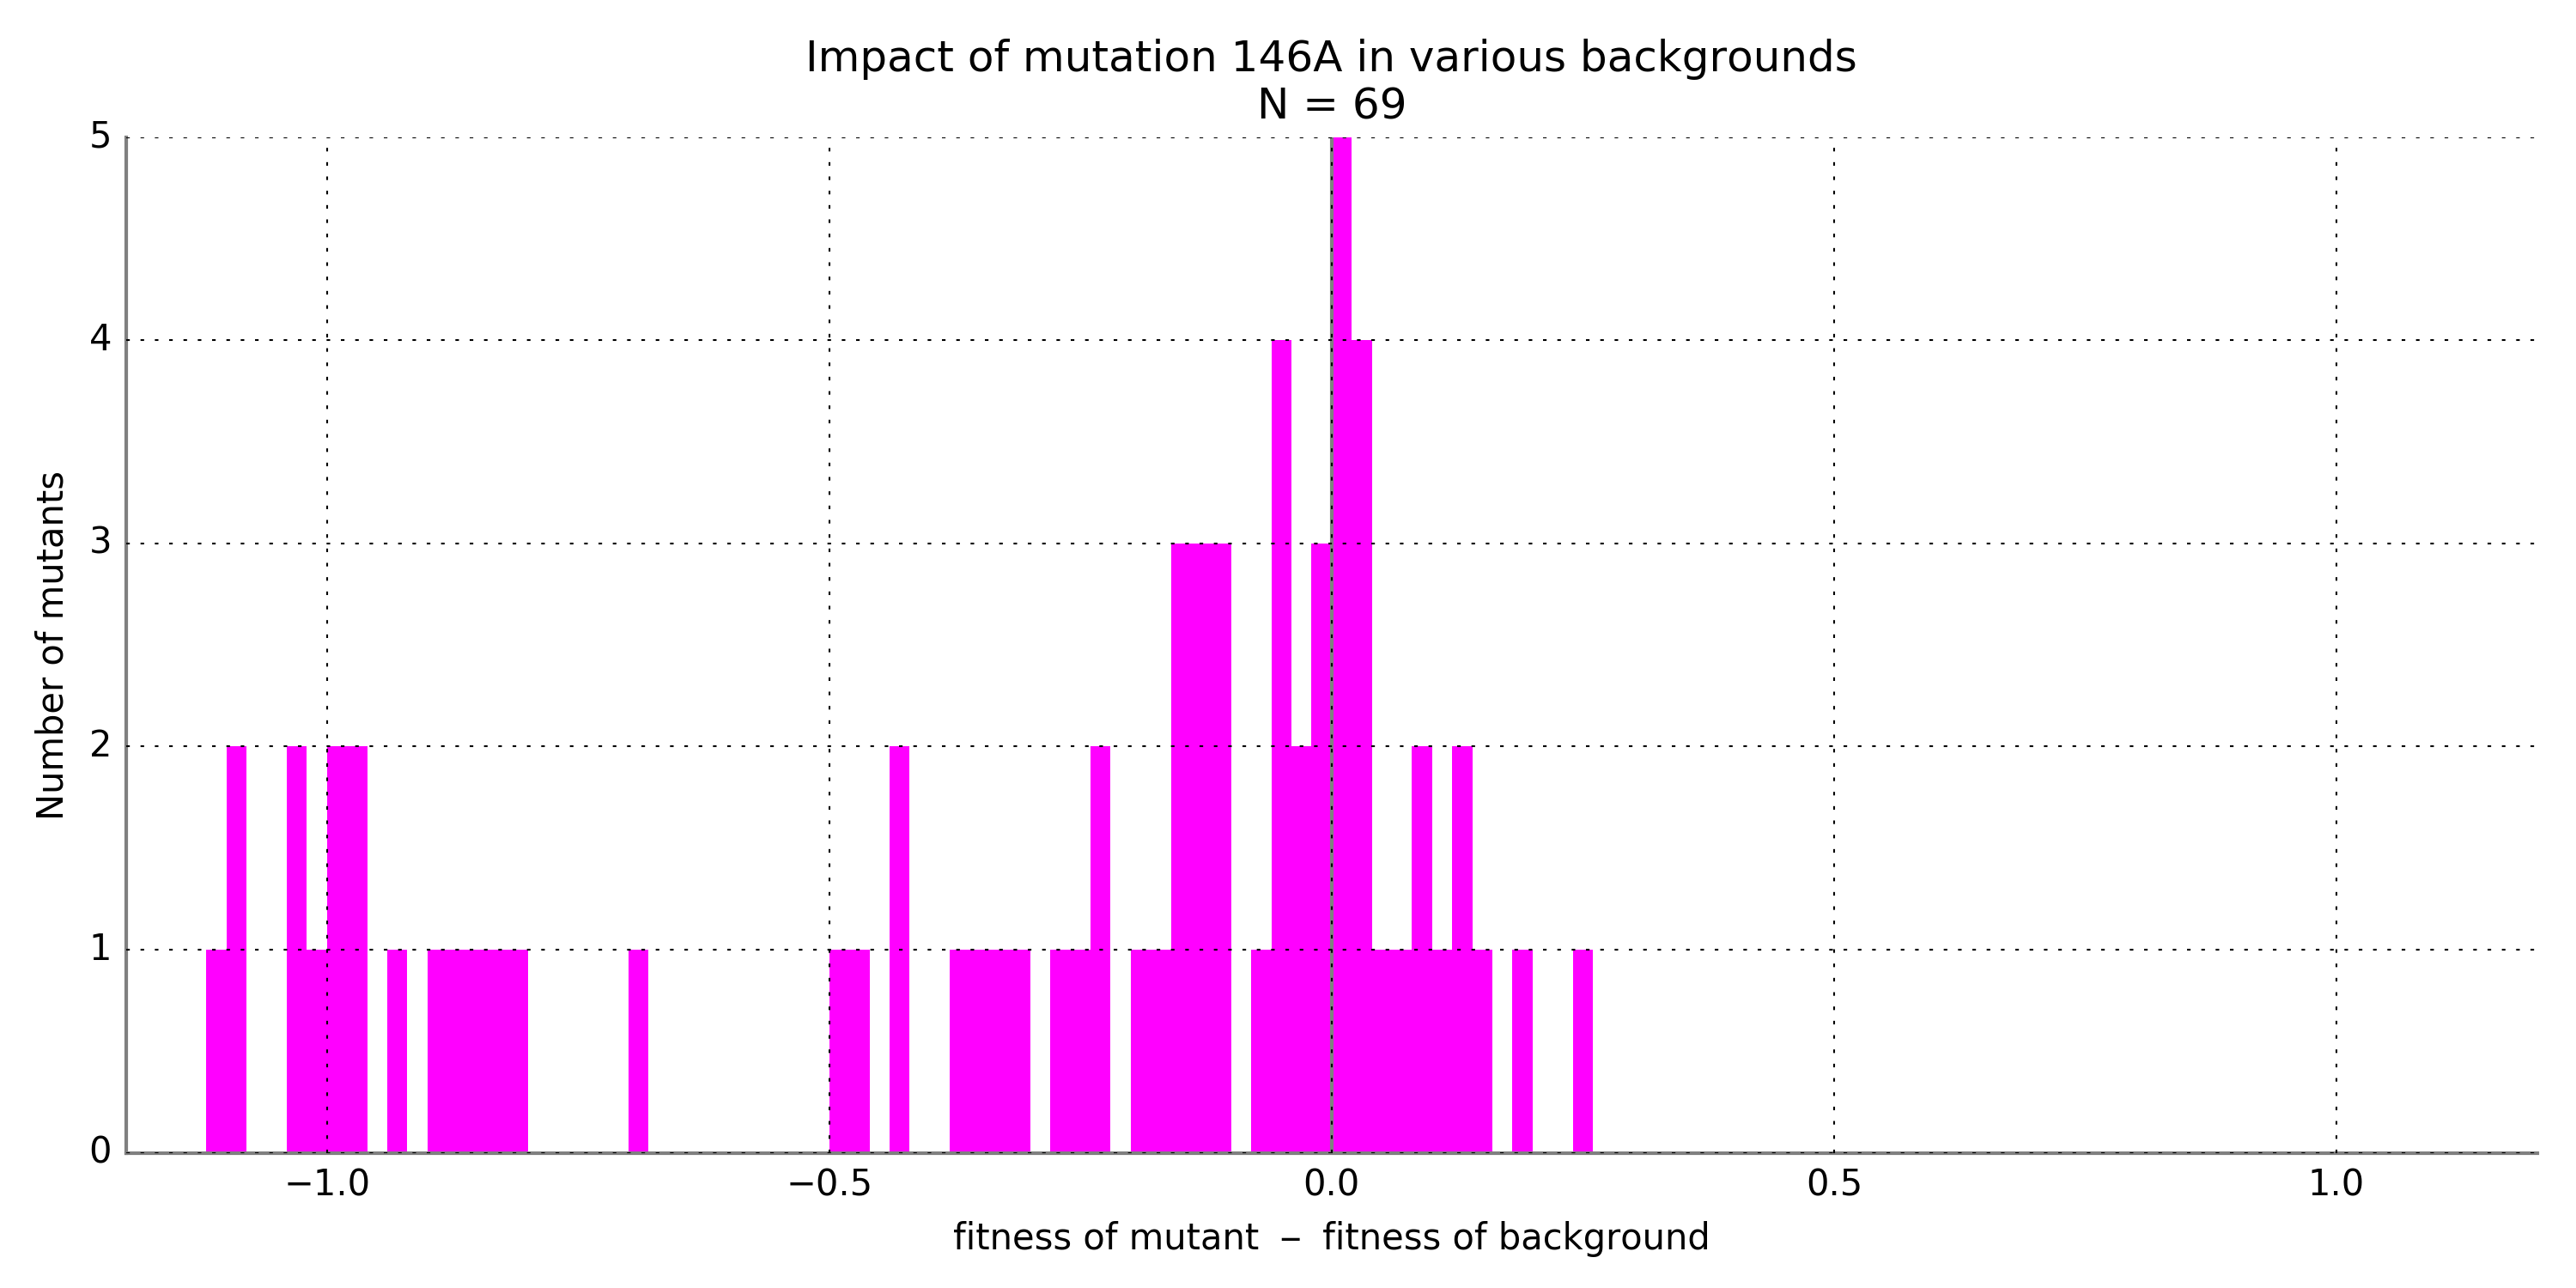 Impact of mutation 146A in various backgrounds
N = 69
Number of mutants
5
4
3
2
1
0
−1.0 −0.5 0.0 0.5 1.0
fitness of mutant – fitness of background